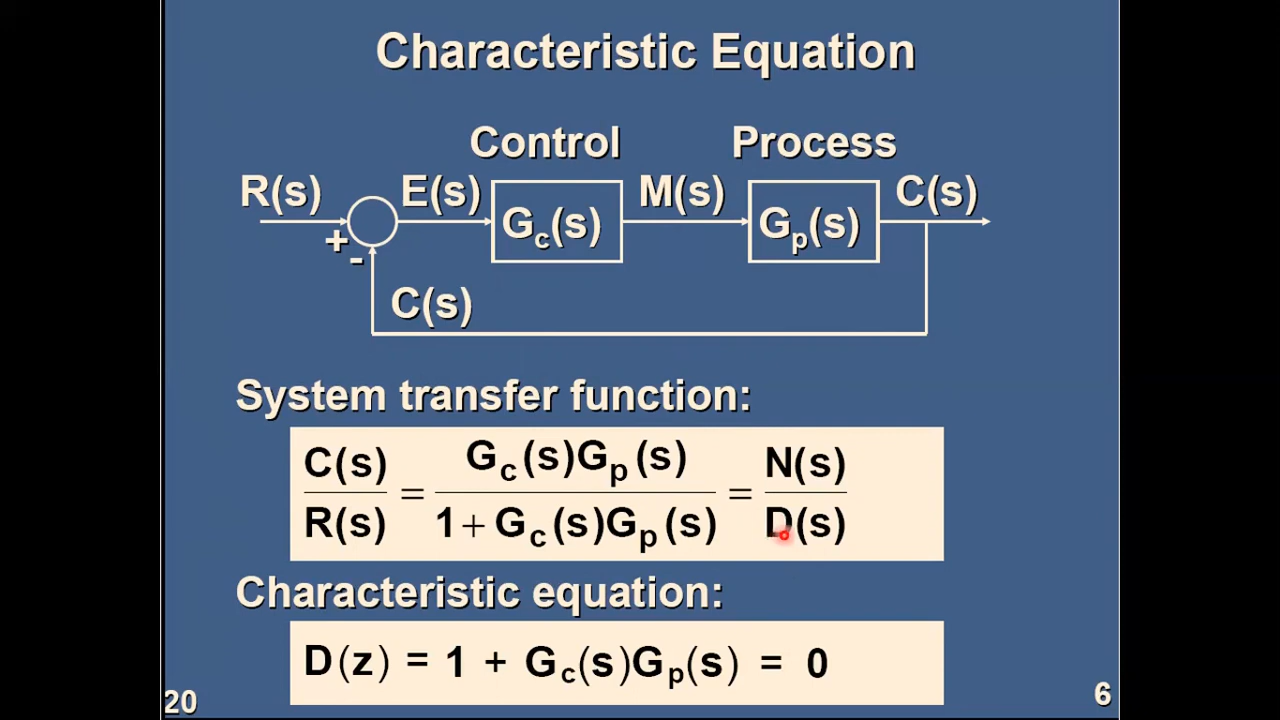 Characteristic Equation
Control Process
R(s) E(s) M(s) C(s)
Gc(s) Gp(s)
+
-
C(s)
System transfer function:
C(s) / R(s) = Gc(s)Gp(s) / 1 + Gc(s)Gp(s) = N(s) / D(s)
Characteristic equation:
D(z) = 1 + Gc(s)Gp(s) = 0
20 6